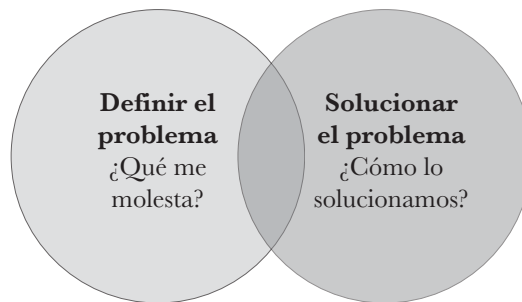 Definir el
problema
¿Qué me
molesta?
Solucionar
el problema
¿Cómo lo
solucionamos?